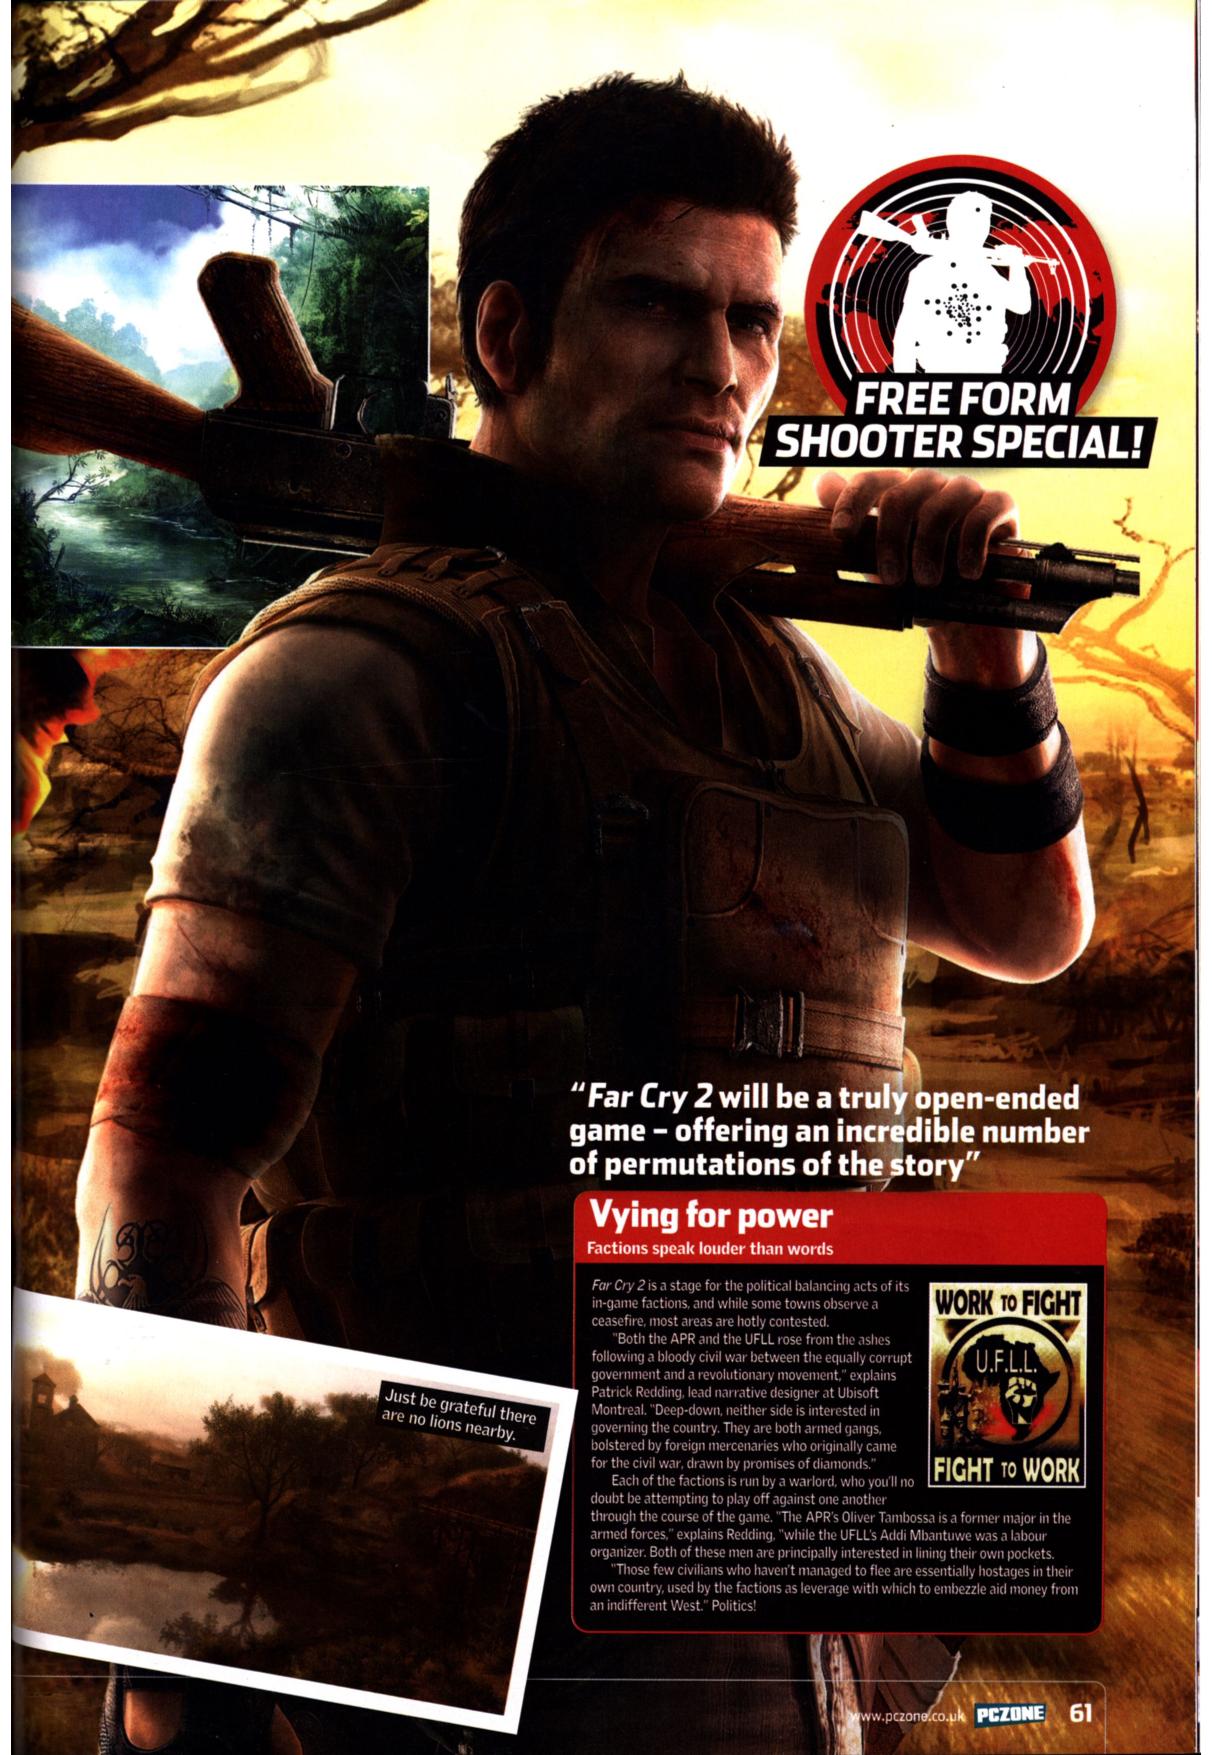 FREE FORM
SHOOTER SPECIAL!
“Far Cry 2 will be a truly open-ended
game – offering an incredible number
of permutations of the story”
Vying for power
Factions speak louder than words
Far Cry 2 is a stage for the political balancing acts of its
in-game factions, and while some towns observe a
ceasefire, most areas are hotly contested.
"Both the APR and the UFLL rose from the ashes
following a bloody civil war between the equally corrupt
government and a revolutionary movement," explains
Patrick Redding, lead narrative designer at Ubisoft
Montreal. "Deep-down, neither side is interested in
governing the country. They are both armed gangs,
bolstered by foreign mercenaries who originally came
for the civil war, drawn by promises of diamonds."
Each of the factions is run by a warlord, who you'll no
doubt be attempting to play off against one another
through the course of the game. "The APR's Oliver Tambossa is a former major in the
armed forces," explains Redding, "while the UFLL's Addi Mbantuwe was a labour
organizer. Both of these men are principally interested in lining their own pockets.
"Those few civilians who haven't managed to flee are essentially hostages in their
own country, used by the factions as leverage with which to embezzle aid money from
an indifferent West." Politics!
WORK TO FIGHT
U.F.L.L.
FIGHT TO WORK
Just be grateful there
are no lions nearby.
www.pczone.co.uk PCZONE 61